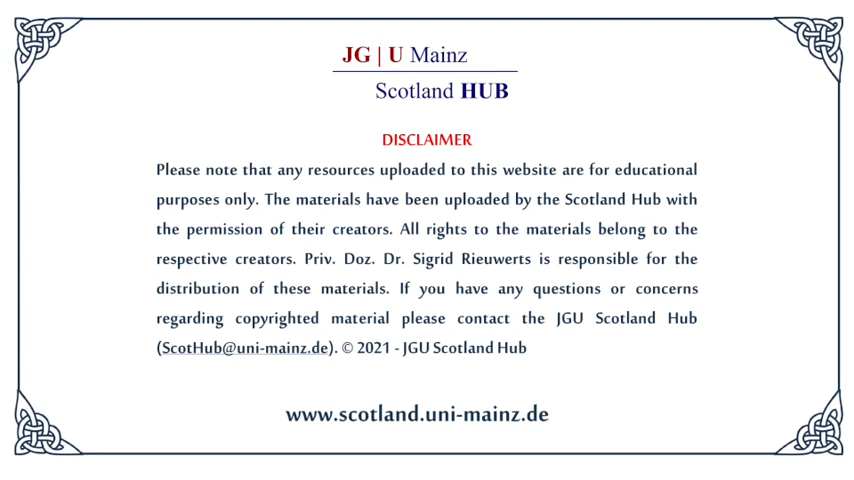 JG | U Mainz
Scotland HUB
DISCLAIMER
Please note that any resources uploaded to this website are for educational
purposes only. The materials have been uploaded by the Scotland Hub with
the permission of their creators. All rights to the materials belong to the
respective creators. Priv. Doz. Dr. Sigrid Rieuwerts is responsible for the
distribution of these materials. If you have any questions or concerns
regarding copyrighted material please contact the JGU Scotland Hub
(ScotHub@uni-mainz.de). © 2021 - JGU Scotland Hub
www.scotland.uni-mainz.de